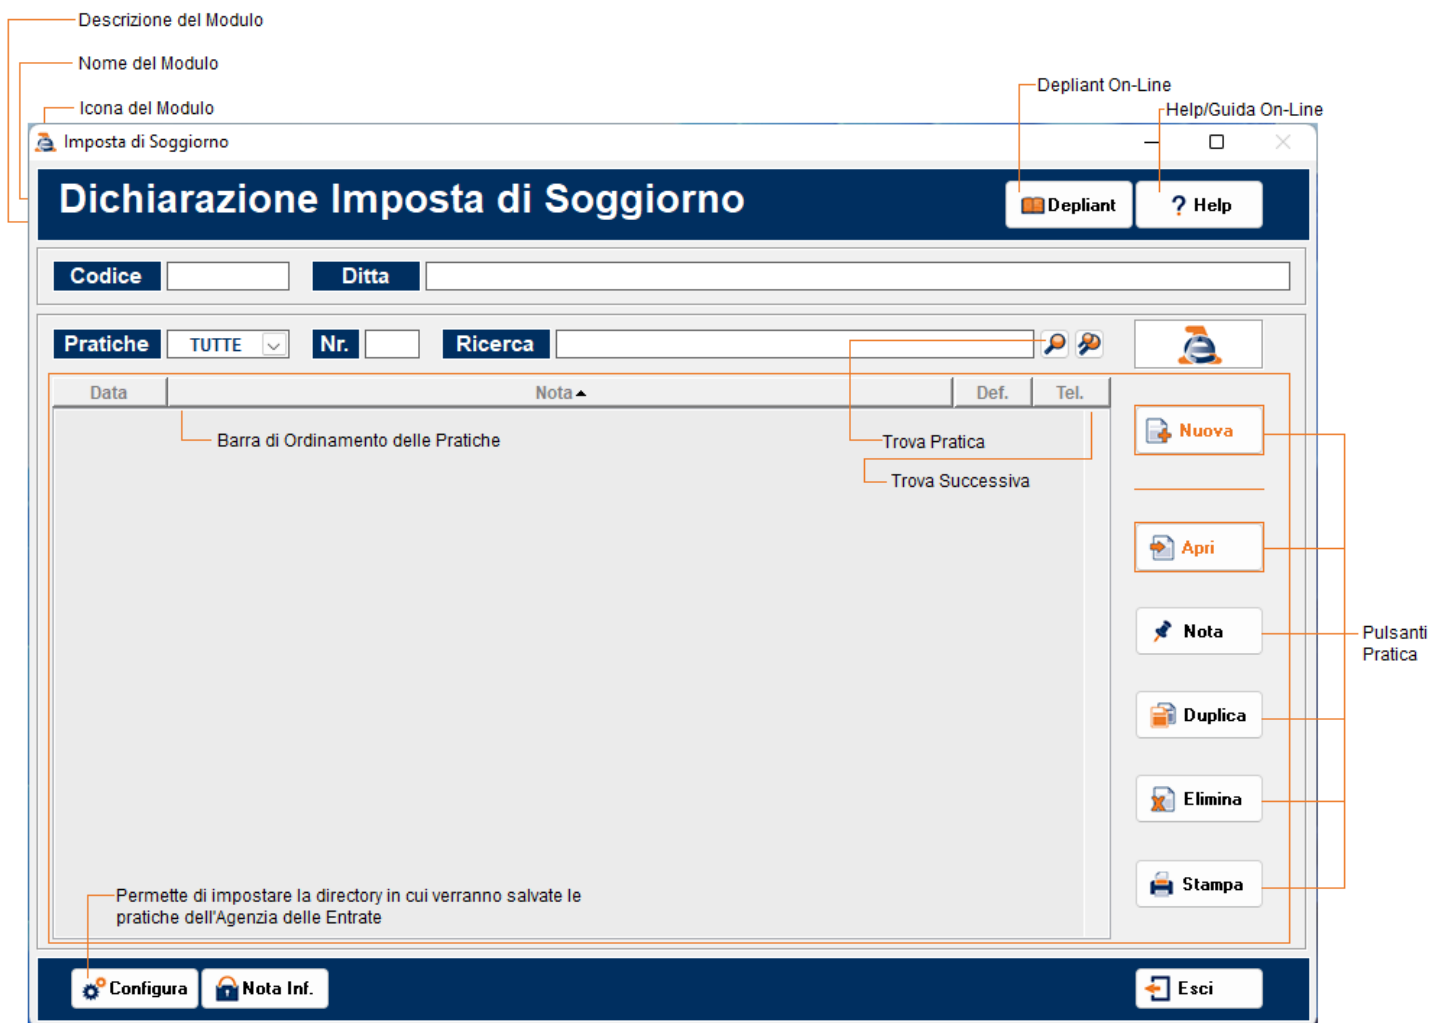 Descrizione del Modulo
Nome del Modulo
Icona del Modulo
Depliant On-Line
Help/Guida On-Line
Imposta di Soggiorno
Dichiarazione Imposta di Soggiorno
Depliant
? Help
Codice
Ditta
Pratiche
TUTTE
Nr.
Ricerca
Data
Nota
Def.
Tel.
Barra di Ordinamento delle Pratiche
Trova Pratica
Trova Successiva
Nuova
Apri
Nota
Duplica
Elimina
Stampa
Pulsanti
Pratica
Permette di impostare la directory in cui verranno salvate le
pratiche dell'Agenzia delle Entrate
Configura
Nota Inf.
Esci